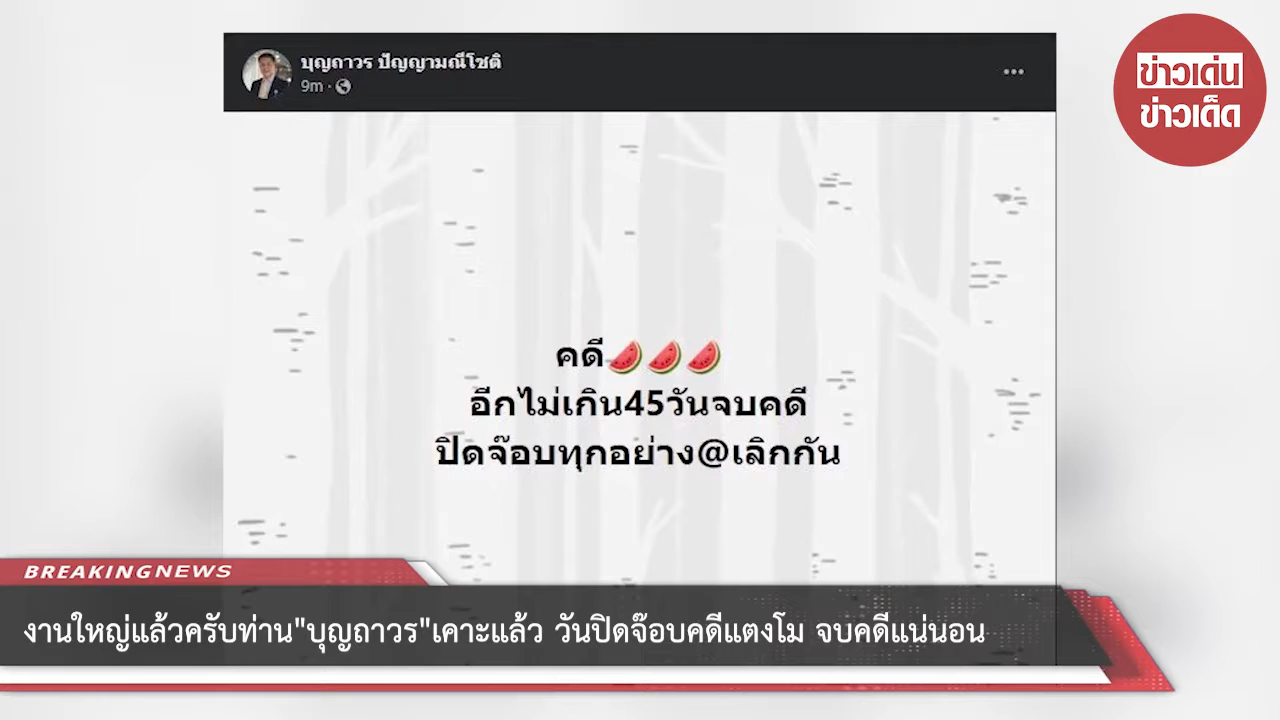 บุญถาวร ปัญญามณีโชติ
9m ·
ข่าวเด่น
ข่าวเด็ด
คดี🍉🍉🍉
อีกไม่เกิน45วันจบคดี
ปิดจ๊อบทุกอย่าง@เลิกกัน
BREAKINGNEWS
งานใหญ่แล้วครับท่าน"บุญถาวร"เคาะแล้ว วันปิดจ๊อบคดีแตงโม จบคดีแน่นอน